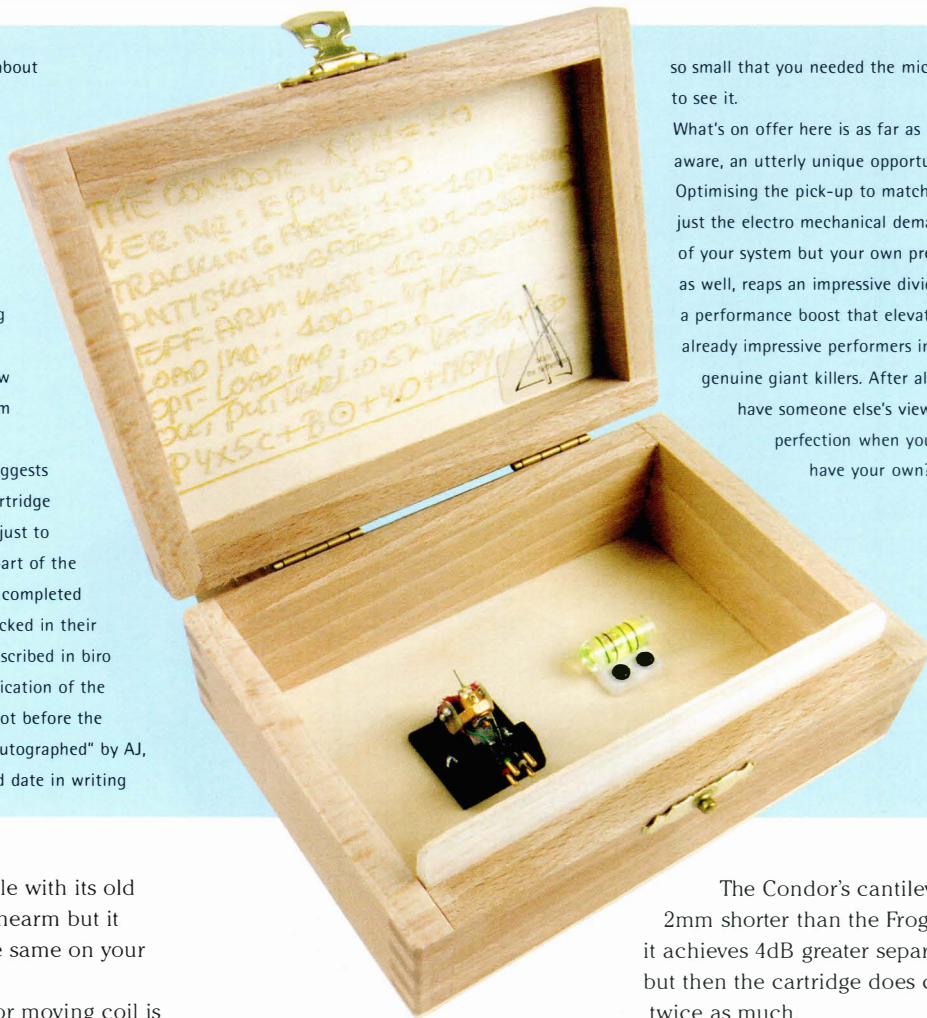 about
g
w
m
ggests
rtridge
just to
art of the
completed
cked in their
scribed in biro
ication of the
ot before the
utographed" by AJ,
d date in writing
THE CONDOR XPM
TRACKING FORCE:
EFF. ARM MASS:
LOAD IMP.:
OPT. LOAD IMP.:
OUTPUT LEVEL:
so small that you needed the mic
to see it.
What's on offer here is as far as
aware, an utterly unique opportu
Optimising the pick-up to match
just the electro mechanical dema
of your system but your own pre
as well, reaps an impressive divid
a performance boost that elevat
already impressive performers in
genuine giant killers. After al
have someone else's view
perfection when you
have your own?
le with its old
nearm but it
e same on your
or moving coil is
The Condor's cantilev
2mm shorter than the Frog
it achieves 4dB greater separ
but then the cartridge does c
twice as much